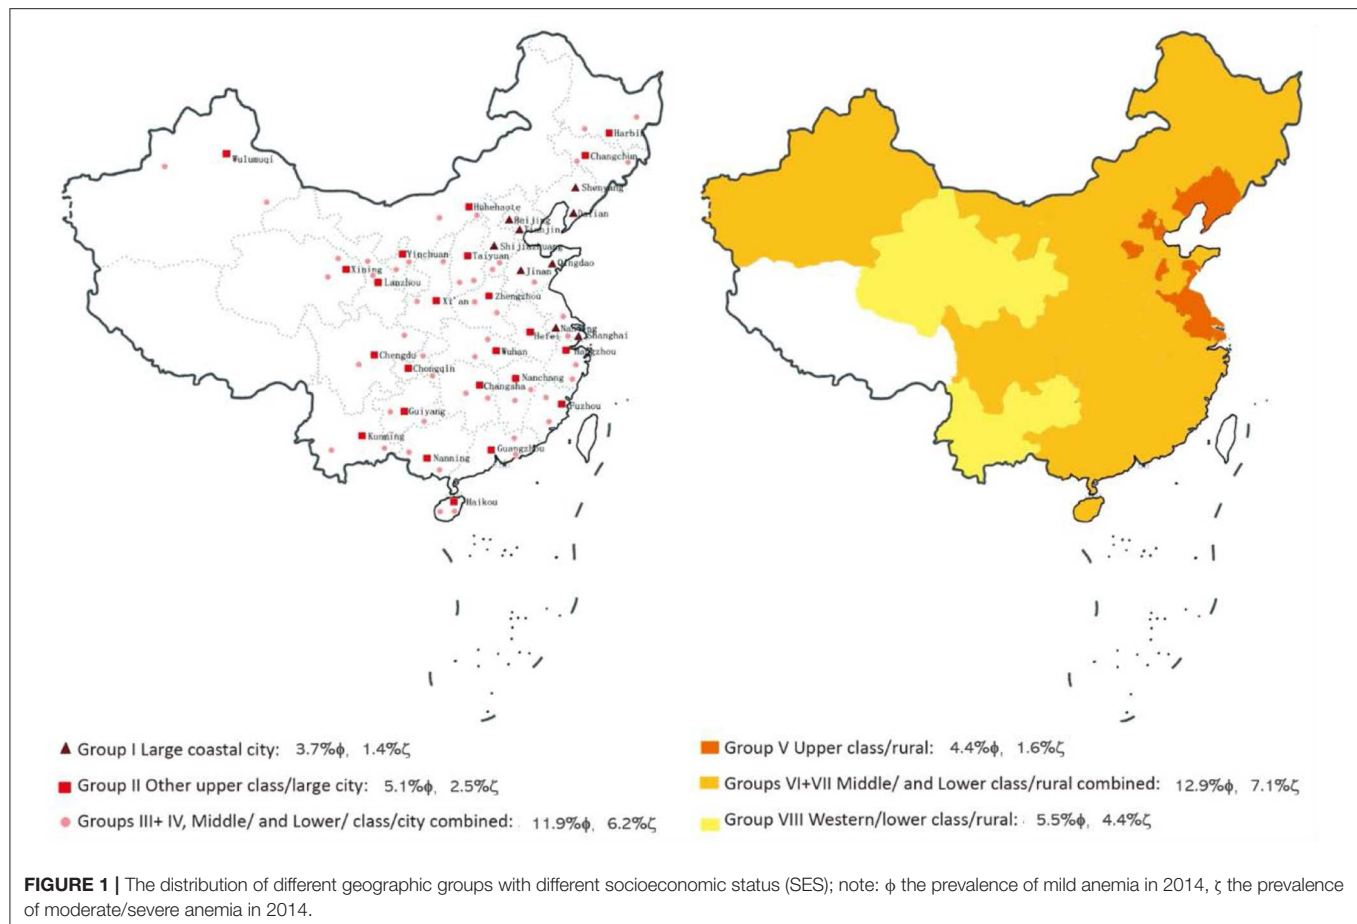 Harbin
Wulumuqi
Changchun
Shenyang
Huhehaote
Dalian
Beijing
Tianjin
Shijiazhuang
Yinchuan
Taiyuan
Qingdao
Xining
Jinan
Lanzhou
Zhengzhou
Xi'an
Nanjing
Hefei
Shanghai
Wuhan
Hangzhou
Chengdu
Chongqin
Nanchang
Changsha
Fuzhou
Guiyang
Kunming
Guangzhou
Nanning
Haikou
Group I Large coastal city: 3.7%ϕ, 1.4%ζ
Group II Other upper class/large city: 5.1%ϕ, 2.5%ζ
Groups III+ IV, Middle/ and Lower/ class/city combined: 11.9%ϕ, 6.2%ζ
Group V Upper class/rural: 4.4%ϕ, 1.6%ζ
Groups VI+VII Middle/ and Lower class/rural combined: 12.9%ϕ, 7.1%ζ
Group VIII Western/lower class/rural: 5.5%ϕ, 4.4%ζ
FIGURE 1 | The distribution of different geographic groups with different socioeconomic status (SES); note: ϕ the prevalence of mild anemia in 2014, ζ the prevalence
of moderate/severe anemia in 2014.